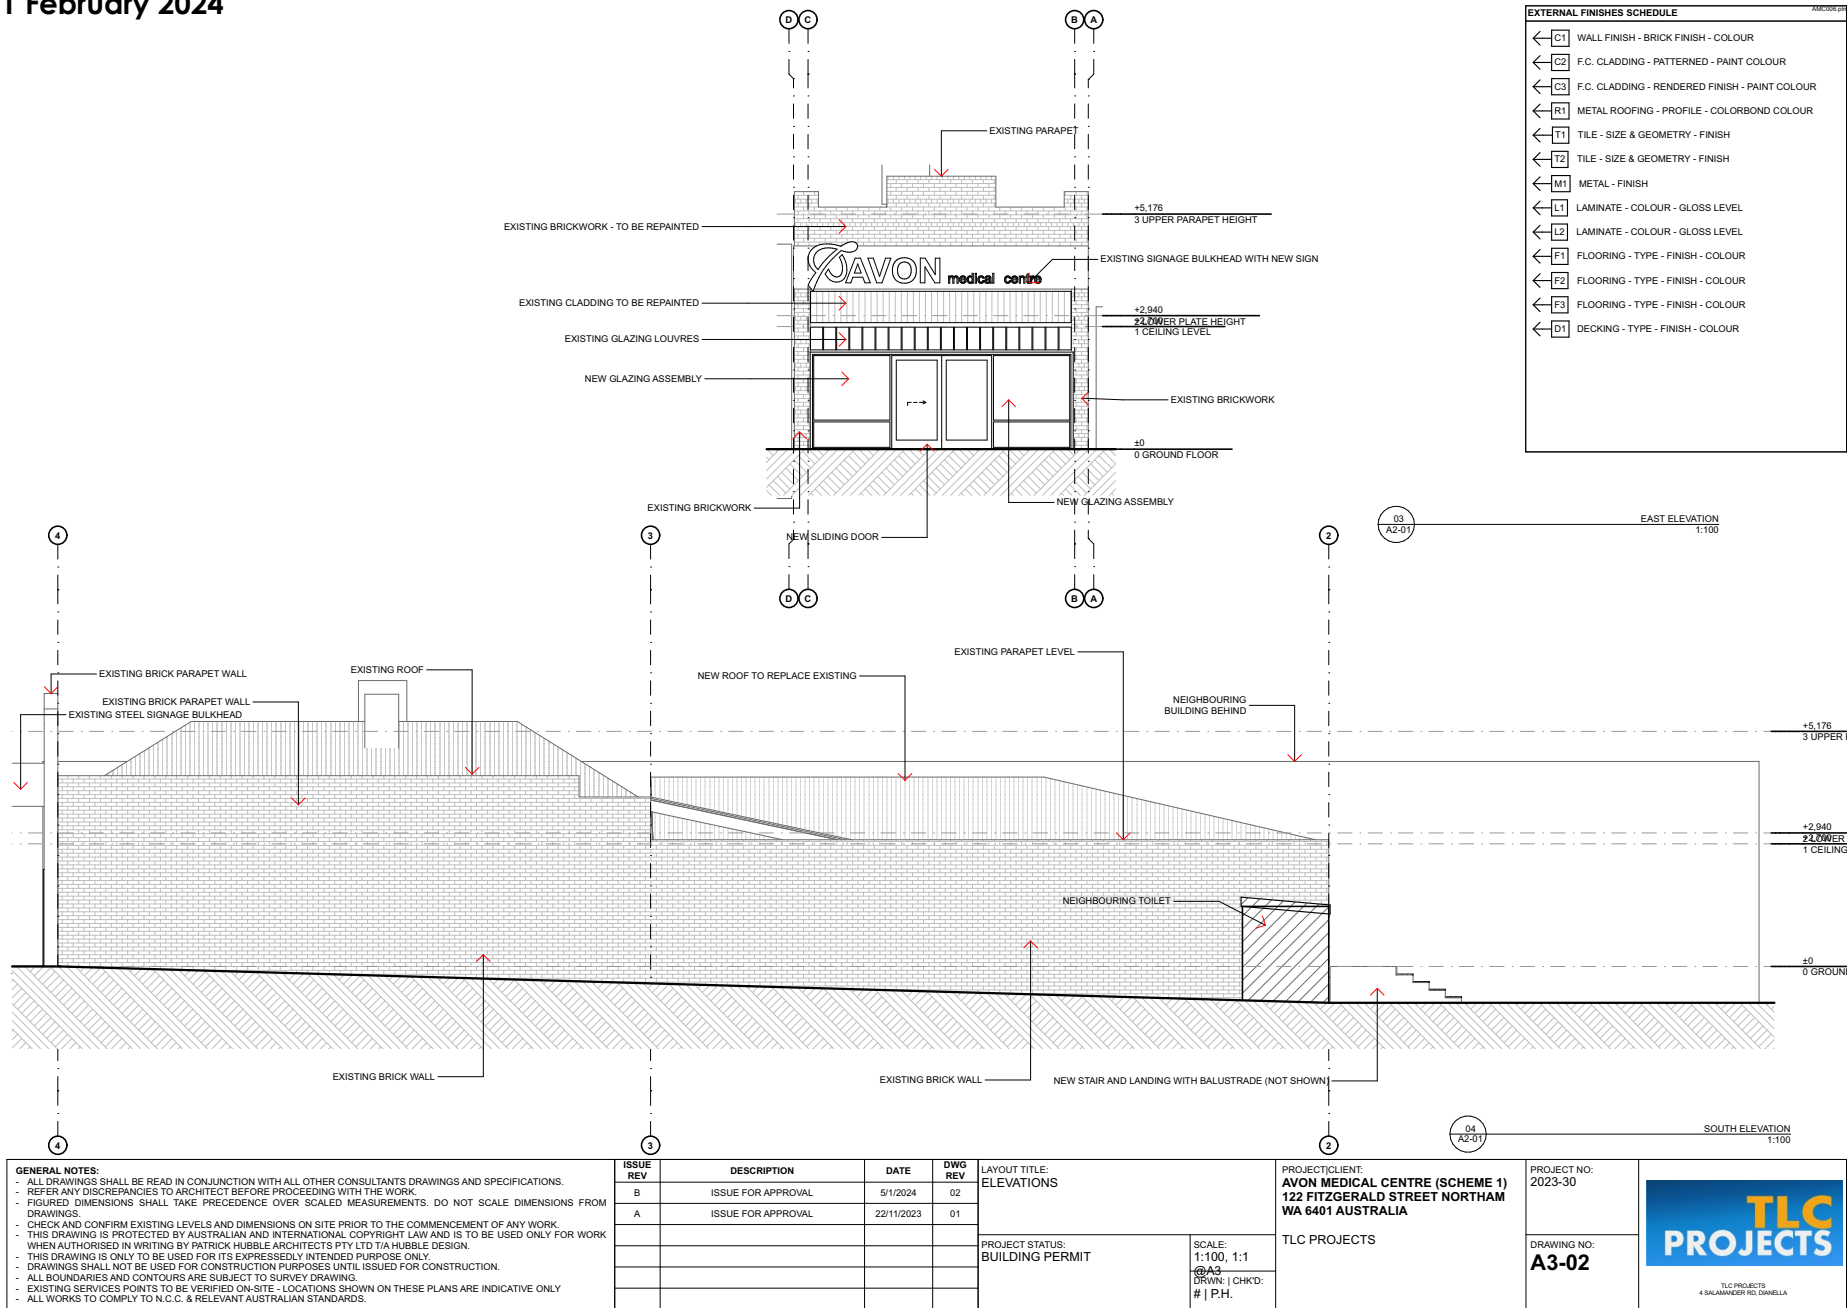 1 February 2024
D C B A
EXISTING PARAPET
EXISTING BRICKWORK - TO BE REPAINTED
+5,176
3 UPPER PARAPET HEIGHT
AVON medical centre
EXISTING SIGNAGE BULKHEAD WITH NEW SIGN
EXISTING CLADDING TO BE REPAINTED
+2,940
2 LOWER PLATE HEIGHT
1 CEILING LEVEL
EXISTING GLAZING LOUVRES
NEW GLAZING ASSEMBLY
EXISTING BRICKWORK
±0
0 GROUND FLOOR
EXISTING BRICKWORK
NEW GLAZING ASSEMBLY
NEW SLIDING DOOR
D C B A
EXTERNAL FINISHES SCHEDULE
C1 WALL FINISH - BRICK FINISH - COLOUR
C2 F.C. CLADDING - PATTERNED - PAINT COLOUR
C3 F.C. CLADDING - RENDERED FINISH - PAINT COLOUR
R1 METAL ROOFING - PROFILE - COLORBOND COLOUR
T1 TILE - SIZE & GEOMETRY - FINISH
T2 TILE - SIZE & GEOMETRY - FINISH
M1 METAL - FINISH
L1 LAMINATE - COLOUR - GLOSS LEVEL
L2 LAMINATE - COLOUR - GLOSS LEVEL
F1 FLOORING - TYPE - FINISH - COLOUR
F2 FLOORING - TYPE - FINISH - COLOUR
F3 FLOORING - TYPE - FINISH - COLOUR
D1 DECKING - TYPE - FINISH - COLOUR
03
A2-01
EAST ELEVATION
1:100
4 3 2
EXISTING BRICK PARAPET WALL
EXISTING ROOF
EXISTING BRICK PARAPET WALL
EXISTING STEEL SIGNAGE BULKHEAD
NEW ROOF TO REPLACE EXISTING
EXISTING PARAPET LEVEL
NEIGHBOURING
BUILDING BEHIND
+5,176
3 UPPER
+2,940
2 LOWER
1 CEILING
NEIGHBOURING TOILET
±0
0 GROUND
EXISTING BRICK WALL
EXISTING BRICK WALL
NEW STAIR AND LANDING WITH BALUSTRADE (NOT SHOWN)
4 3 2
04
A2-01
SOUTH ELEVATION
1:100
GENERAL NOTES:
- ALL DRAWINGS SHALL BE READ IN CONJUNCTION WITH ALL OTHER CONSULTANTS DRAWINGS AND SPECIFICATIONS.
- REFER ANY DISCREPANCIES TO ARCHITECT BEFORE PROCEEDING WITH THE WORK.
- FIGURED DIMENSIONS SHALL TAKE PRECEDENCE OVER SCALED MEASUREMENTS. DO NOT SCALE DIMENSIONS FROM
DRAWINGS.
- CHECK AND CONFIRM EXISTING LEVELS AND DIMENSIONS ON SITE PRIOR TO THE COMMENCEMENT OF ANY WORK.
- THIS DRAWING IS PROTECTED BY AUSTRALIAN AND INTERNATIONAL COPYRIGHT LAW AND IS TO BE USED ONLY FOR WORK
WHEN AUTHORISED IN WRITING BY PATRICK HUBBLE ARCHITECTS PTY LTD T/A HUBBLE DESIGN.
- THIS DRAWING IS ONLY TO BE USED FOR ITS EXPRESSEDLY INTENDED PURPOSE ONLY.
- DRAWINGS SHALL NOT BE USED FOR CONSTRUCTION PURPOSES UNTIL ISSUED FOR CONSTRUCTION.
- ALL BOUNDARIES AND CONTOURS ARE SUBJECT TO SURVEY DRAWING.
- EXISTING SERVICES POINTS TO BE VERIFIED ON-SITE - LOCATIONS SHOWN ON THESE PLANS ARE INDICATIVE ONLY
- ALL WORKS TO COMPLY TO N.C.C. & RELEVANT AUSTRALIAN STANDARDS.
ISSUE REV DESCRIPTION DATE DWG REV
B ISSUE FOR APPROVAL 5/1/2024 02
A ISSUE FOR APPROVAL 22/11/2023 01
LAYOUT TITLE:
ELEVATIONS
PROJECT STATUS:
BUILDING PERMIT
SCALE:
1:100, 1:1
@A3
DRWN: | CHK'D:
# | P.H.
PROJECT|CLIENT:
AVON MEDICAL CENTRE (SCHEME 1)
122 FITZGERALD STREET NORTHAM
WA 6401 AUSTRALIA
TLC PROJECTS
PROJECT NO:
2023-30
DRAWING NO:
A3-02
TLC
PROJECTS
TLC PROJECTS
4 SALAMANDER RD, DIANELLA